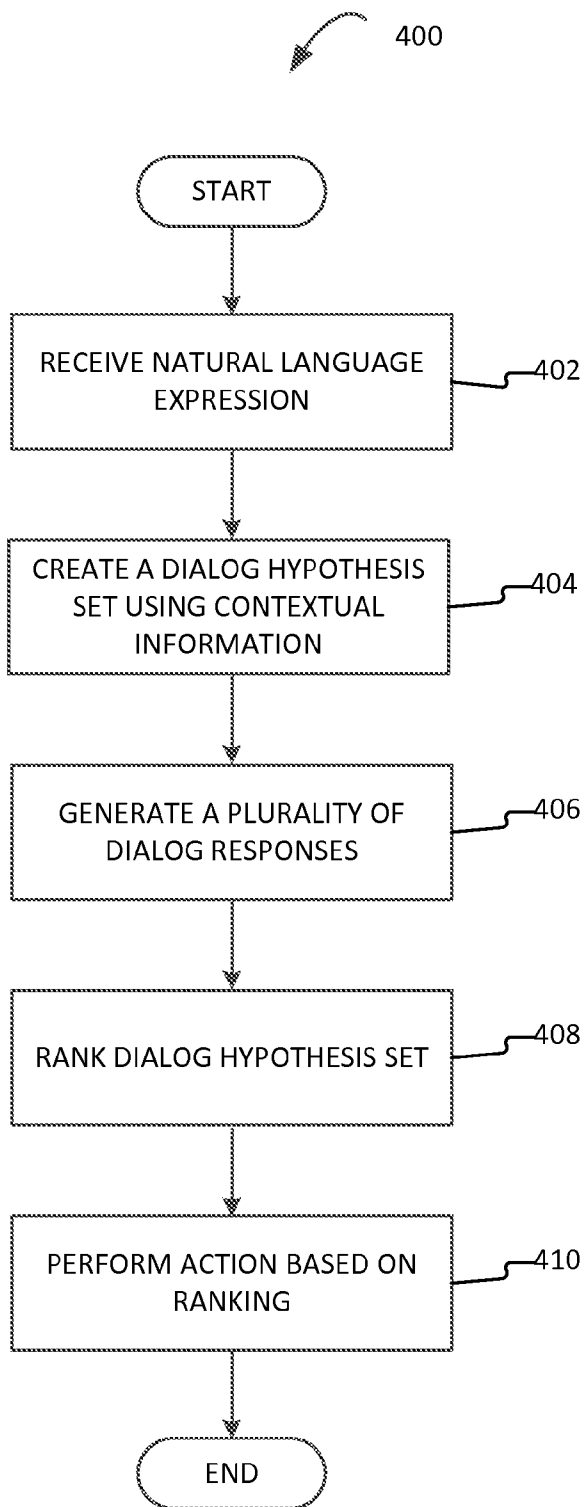 400
START
RECEIVE NATURAL LANGUAGE
EXPRESSION
402
CREATE A DIALOG HYPOTHESIS
SET USING CONTEXTUAL
INFORMATION
404
GENERATE A PLURALITY OF
DIALOG RESPONSES
406
RANK DIALOG HYPOTHESIS SET
408
PERFORM ACTION BASED ON
RANKING
410
END